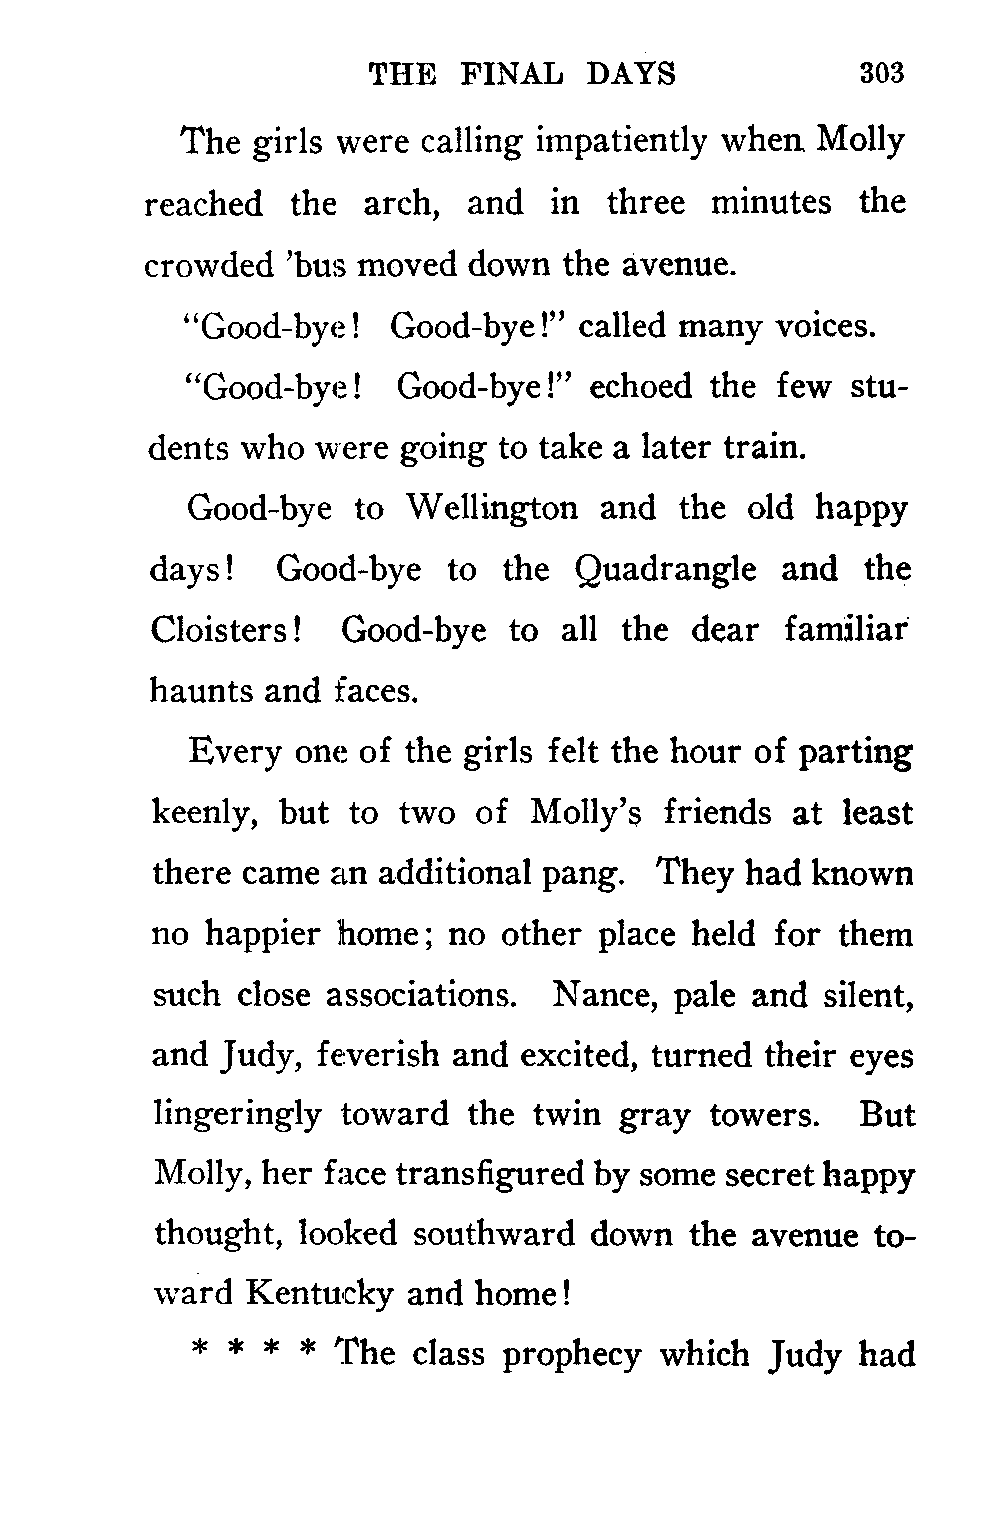 THE FINAL DAYS 303
The girls were calling impatiently when Molly
reached the arch, and in three minutes the
crowded ’bus moved down the avenue.
“Good-bye! Good-bye!” called many voices.
“Good-bye! Good-bye!” echoed the few stu-
dents who were going to take a later train.
Good-bye to Wellington and the old happy
days! Good-bye to the Quadrangle and the
Cloisters! Good-bye to all the dear familiar
haunts and faces.
Every one of the girls felt the hour of parting
keenly, but to two of Molly’s friends at least
there came an additional pang. They had known
no happier home; no other place held for them
such close associations. Nance, pale and silent,
and Judy, feverish and excited, turned their eyes
lingeringly toward the twin gray towers. But
Molly, her face transfigured by some secret happy
thought, looked southward down the avenue to-
ward Kentucky and home!
* * * * The class prophecy which Judy had